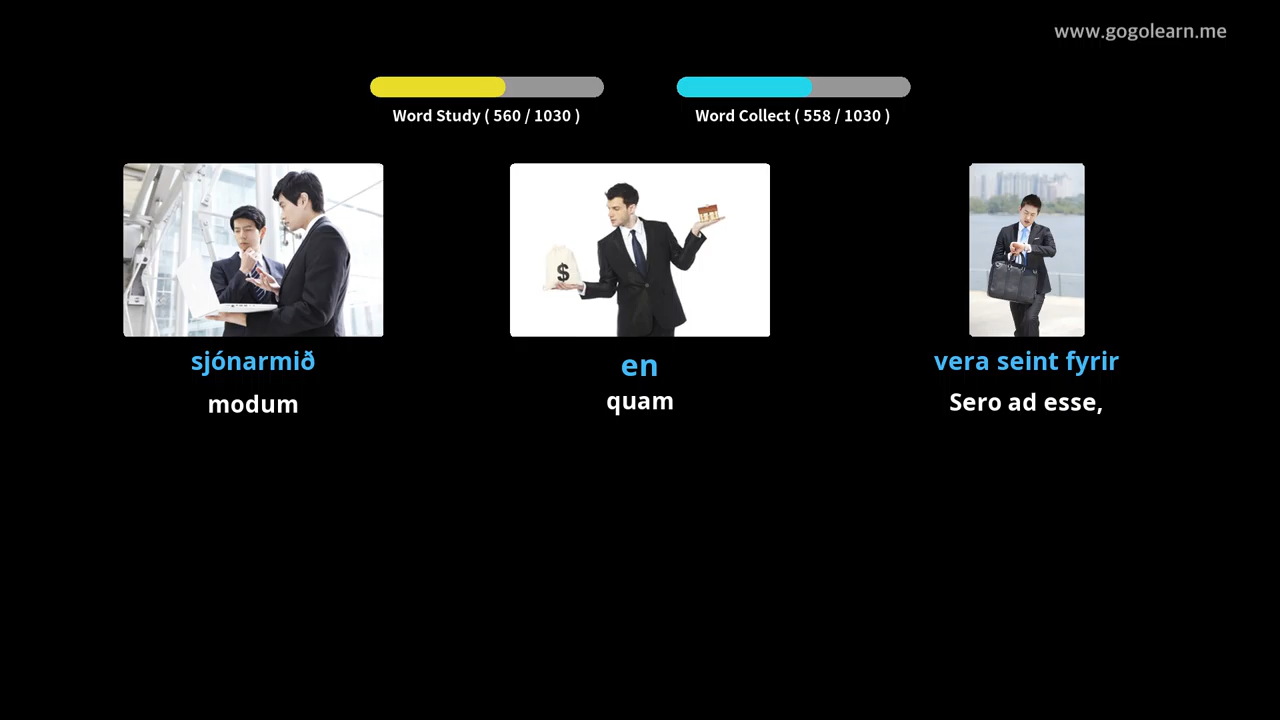 www.gogolearn.me
Word Study ( 560 / 1030 )
Word Collect ( 558 / 1030 )
$
sjónarmið
en
vera seint fyrir
modum
quam
Sero ad esse,